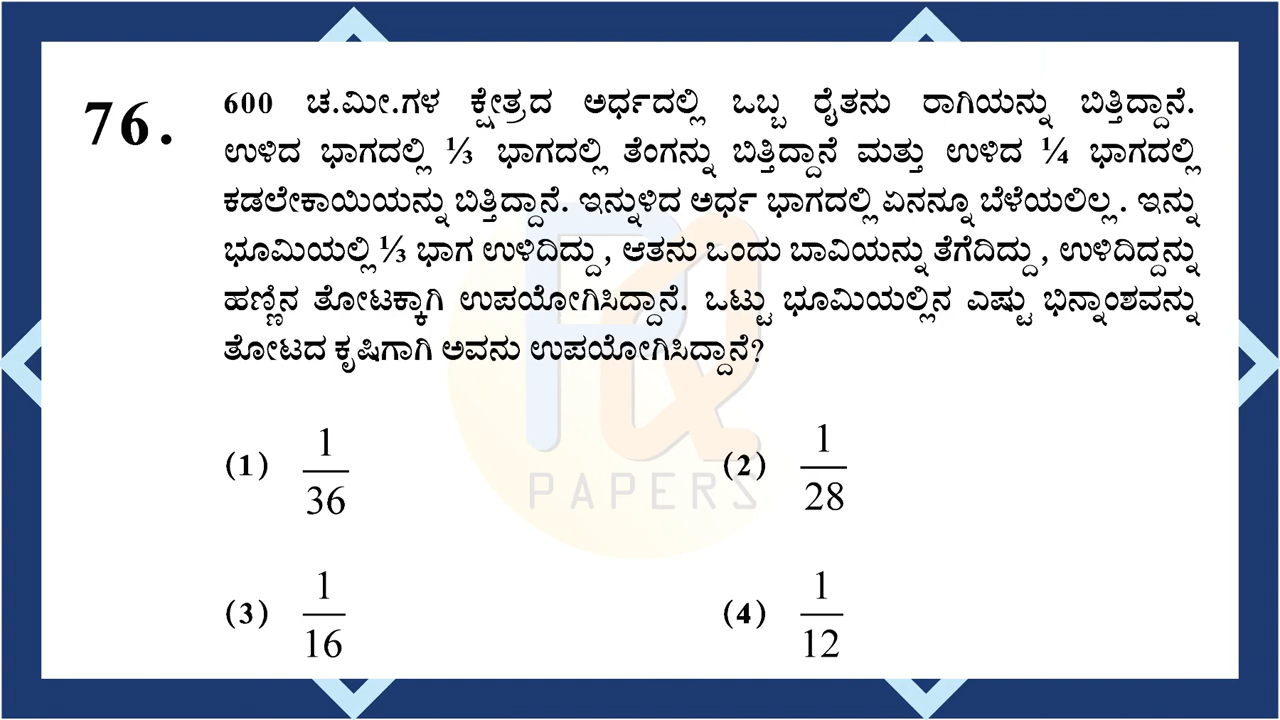 76.
600 ಚ.ಮೀ.ಗಳ ಕ್ಷೇತ್ರದ ಅರ್ಧದಲ್ಲಿ ಒಬ್ಬ ರೈತನು ರಾಗಿಯನ್ನು ಬಿತ್ತಿದ್ದಾನೆ.
ಉಳಿದ ಭಾಗದಲ್ಲಿ ⅓ ಭಾಗದಲ್ಲಿ ತೆಂಗನ್ನು ಬಿತ್ತಿದ್ದಾನೆ ಮತ್ತು ಉಳಿದ ¼ ಭಾಗದಲ್ಲಿ
ಕಡಲೇಕಾಯಿಯನ್ನು ಬಿತ್ತಿದ್ದಾನೆ. ಇನ್ನುಳಿದ ಅರ್ಧ ಭಾಗದಲ್ಲಿ ಏನನ್ನೂ ಬೆಳೆಯಲಿಲ್ಲ. ಇನ್ನು
ಭೂಮಿಯಲ್ಲಿ ⅓ ಭಾಗ ಉಳಿದಿದ್ದು, ಆತನು ಒಂದು ಬಾವಿಯನ್ನು ತೆಗೆದಿದ್ದು, ಉಳಿದಿದ್ದನ್ನು
ಹಣ್ಣಿನ ತೋಟಕ್ಕಾಗಿ ಉಪಯೋಗಿಸಿದ್ದಾನೆ. ಒಟ್ಟು ಭೂಮಿಯಲ್ಲಿನ ಎಷ್ಟು ಭಿನ್ನಾಂಶವನ್ನು
ತೋಟದ ಕೃಷಿಗಾಗಿ ಅವನು ಉಪಯೋಗಿಸಿದ್ದಾನೆ?
(1) 1/36 (2) 1/28
(3) 1/16 (4) 1/12
PQ
PAPERS